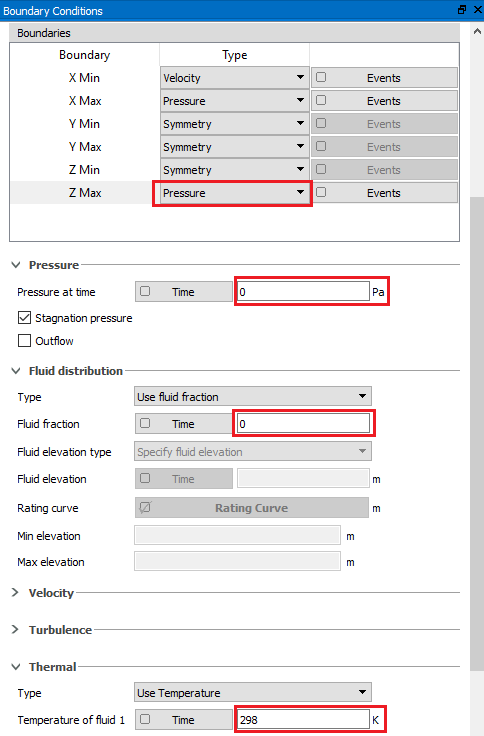 Boundary Conditions
Boundaries
Boundary Type
X Min Velocity Events
X Max Pressure Events
Y Min Symmetry Events
Y Max Symmetry Events
Z Min Symmetry Events
Z Max Pressure Events
Pressure
Pressure at time Time 0 Pa
Stagnation pressure
Outflow
Fluid distribution
Type Use fluid fraction
Fluid fraction Time 0
Fluid elevation type Specify fluid elevation
Fluid elevation Time m
Rating curve Rating Curve m
Min elevation m
Max elevation m
Velocity
Turbulence
Thermal
Type Use Temperature
Temperature of fluid 1 Time 298 K